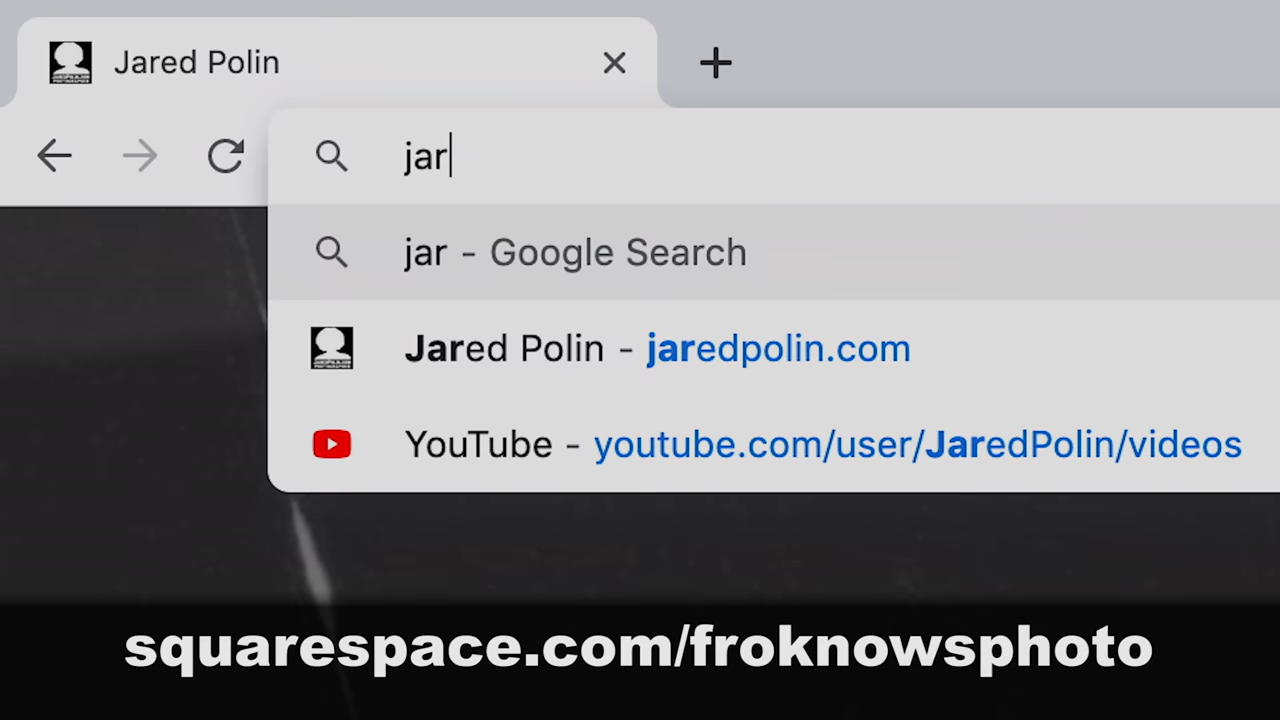 Jared Polin
jar
jar - Google Search
Jared Polin - jaredpolin.com
YouTube - youtube.com/user/JaredPolin/videos
squarespace.com/froknowsphoto